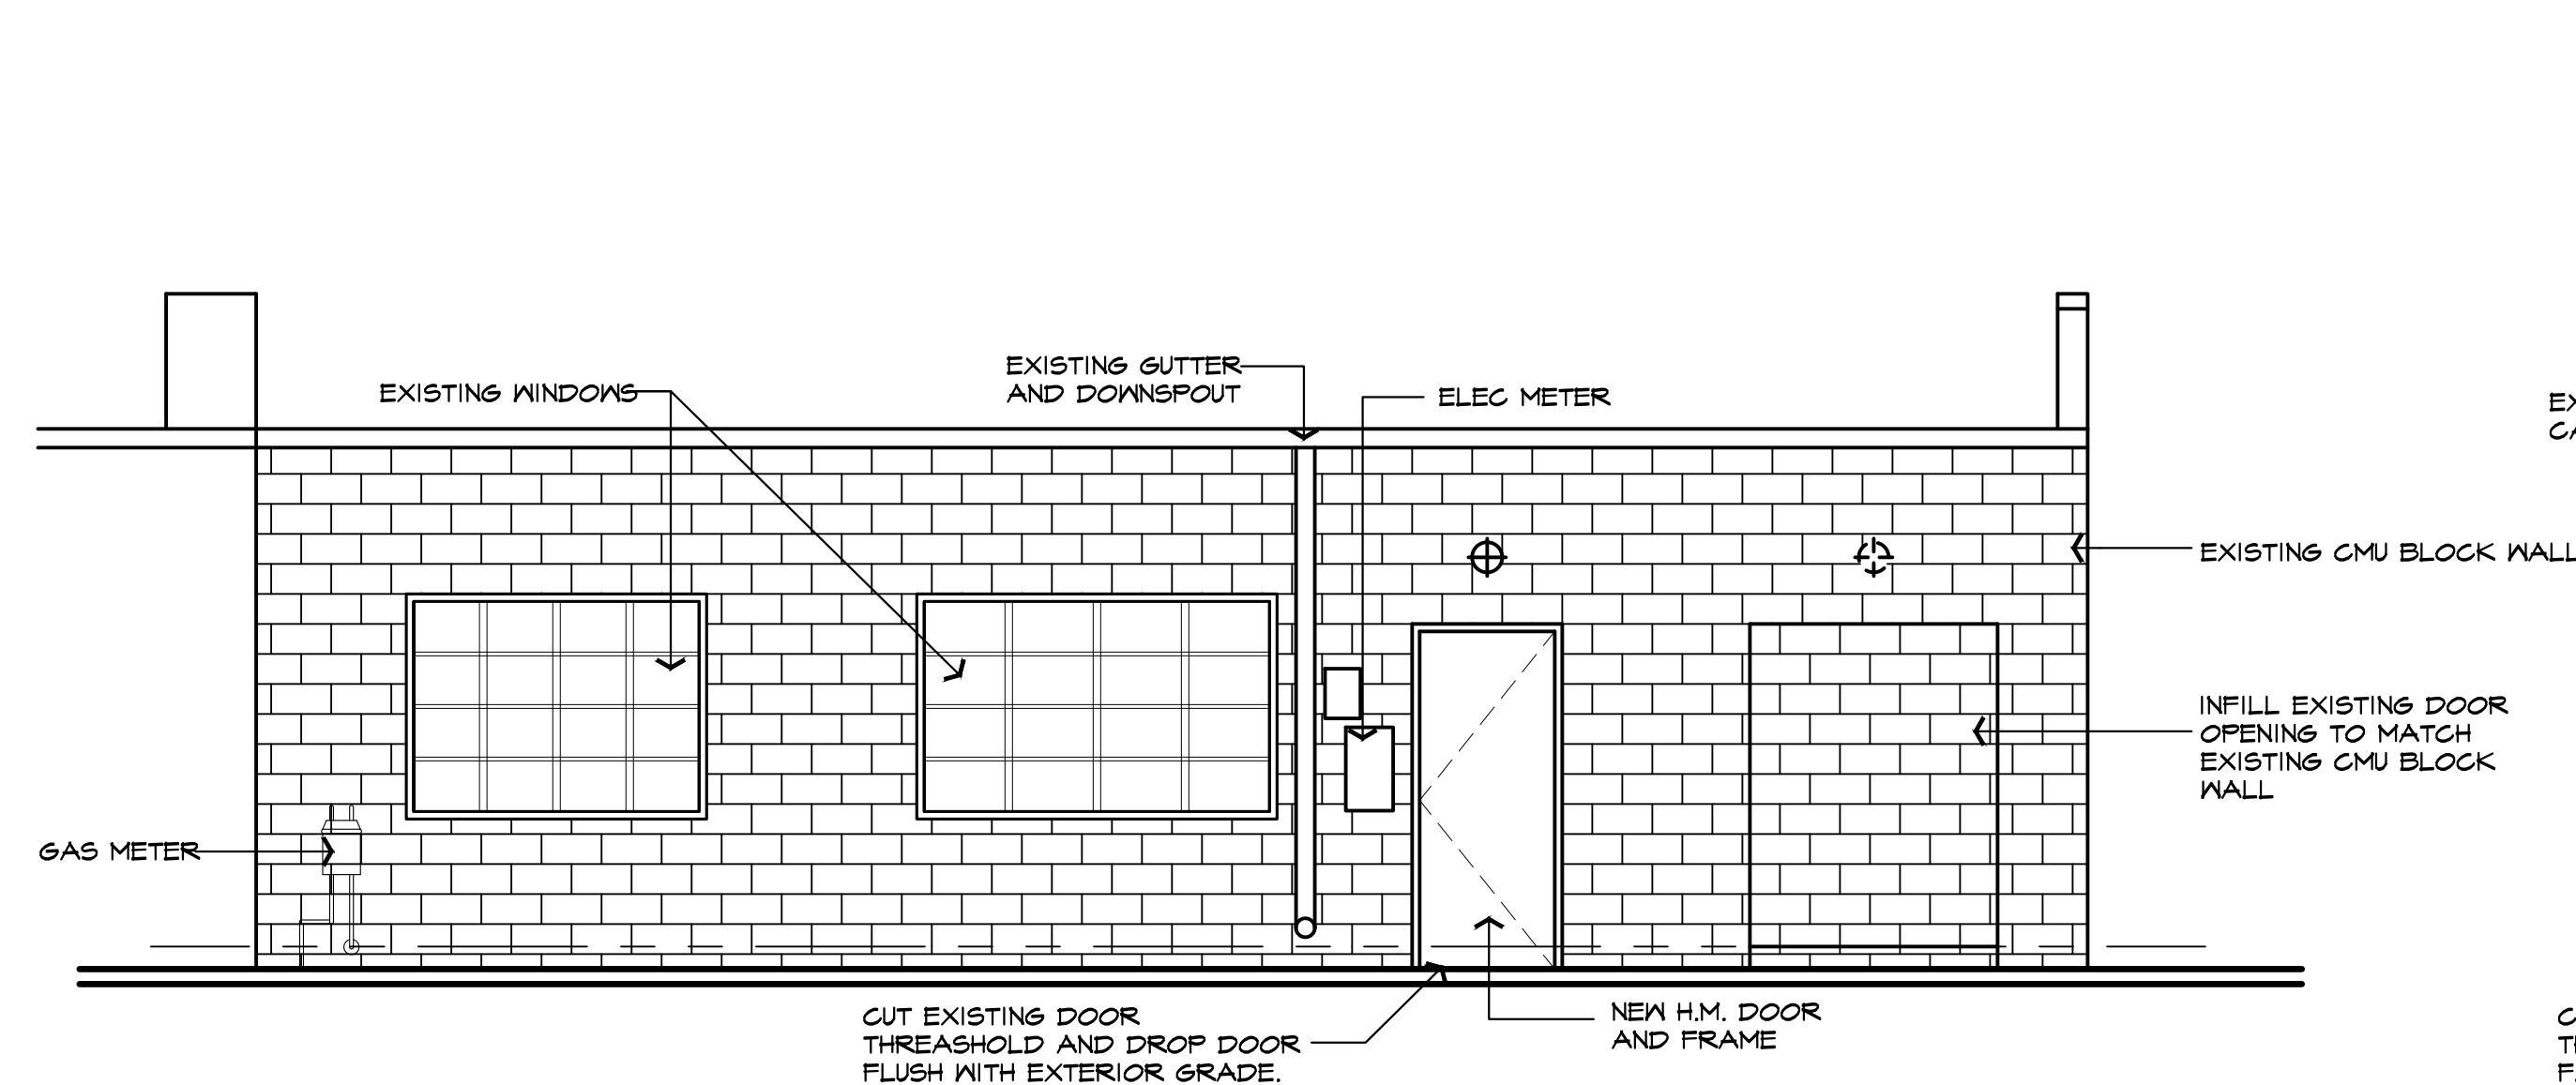 EXISTING GUTTER
AND DOWNSPOUT
EXISTING WINDOWS
ELEC METER
EX
CA
EXISTING CMU BLOCK WALL
INFILL EXISTING DOOR
OPENING TO MATCH
EXISTING CMU BLOCK
WALL
GAS METER
CUT EXISTING DOOR
THREASHOLD AND DROP DOOR
FLUSH WITH EXTERIOR GRADE.
NEW H.M. DOOR
AND FRAME